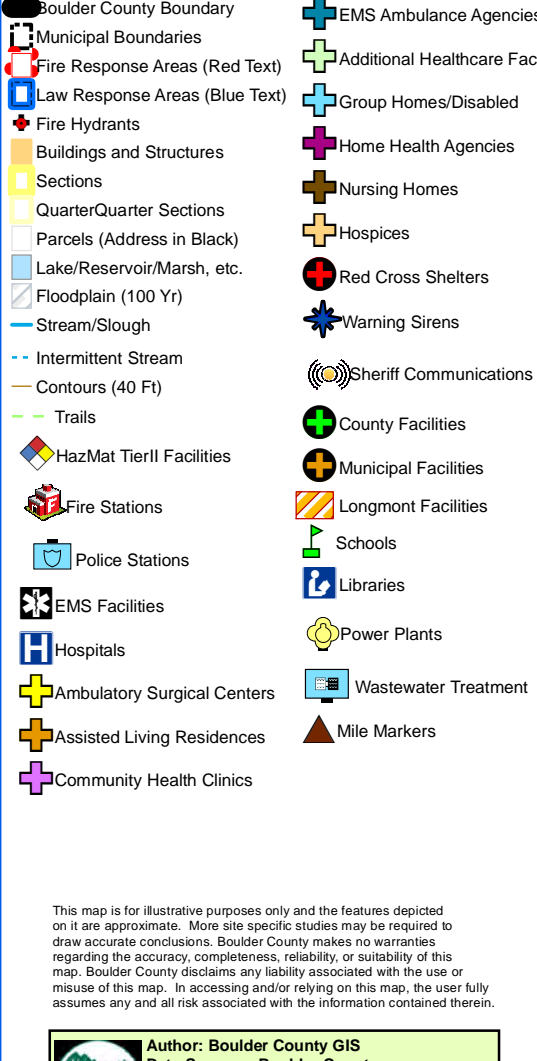 Boulder County Boundary
Municipal Boundaries
Fire Response Areas (Red Text)
Law Response Areas (Blue Text)
Fire Hydrants
Buildings and Structures
Sections
QuarterQuarter Sections
Parcels (Address in Black)
Lake/Reservoir/Marsh, etc.
Floodplain (100 Yr)
Stream/Slough
Intermittent Stream
Contours (40 Ft)
Trails
HazMat TierII Facilities
Fire Stations
Police Stations
EMS Facilities
H Hospitals
Ambulatory Surgical Centers
Assisted Living Residences
Community Health Clinics
EMS Ambulance Agencies
Additional Healthcare Fac
Group Homes/Disabled
Home Health Agencies
Nursing Homes
Hospices
Red Cross Shelters
Warning Sirens
Sheriff Communications
County Facilities
Municipal Facilities
Longmont Facilities
Schools
Libraries
Power Plants
Wastewater Treatment
Mile Markers
This map is for illustrative purposes only and the features depicted
on it are approximate. More site specific studies may be required to
draw accurate conclusions. Boulder County makes no warranties
regarding the accuracy, completeness, reliability, or suitability of this
map. Boulder County disclaims any liability associated with the use or
misuse of this map. In accessing and/or relying on this map, the user fully
assumes any and all risk associated with the information contained therein.
Author: Boulder County GIS